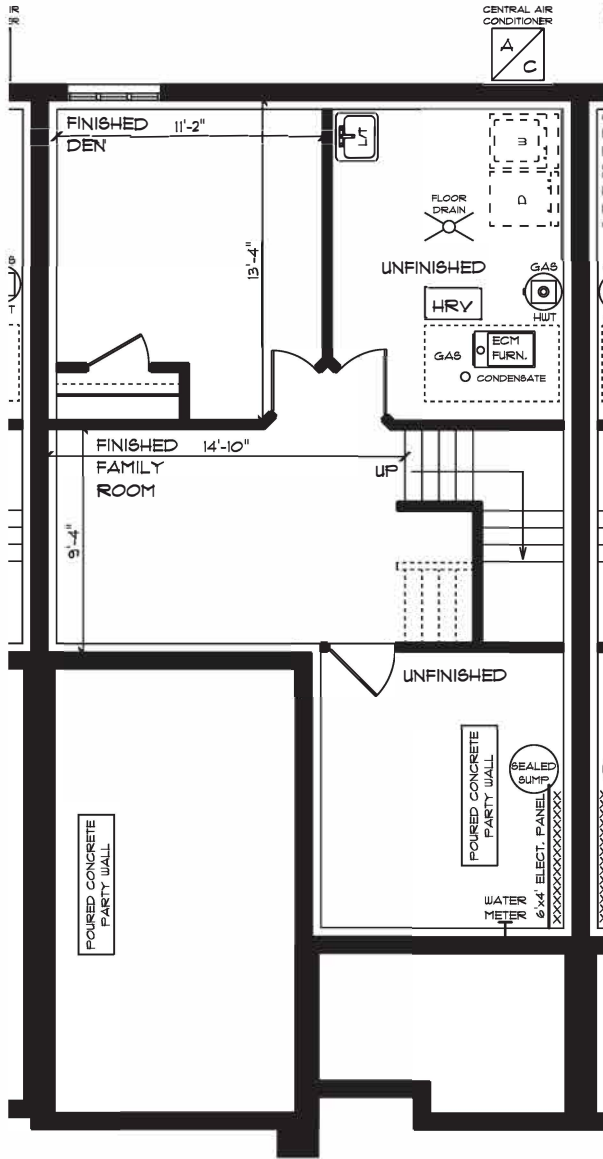 CENTRAL AIR
CONDITIONER
A
C
FINISHED
DEN
11'-2"
LT
W
D
FLOOR
DRAIN
13'-4"
UNFINISHED
GAS
HWT
HRV
GAS
ECM
FURN.
CONDENSATE
FINISHED
FAMILY
ROOM
14'-10"
UP
9'-4"
UNFINISHED
POURED CONCRETE
PARTY WALL
SEALED
SUMP
6'x4' ELECT. PANEL
WATER
METER
POURED CONCRETE
PARTY WALL